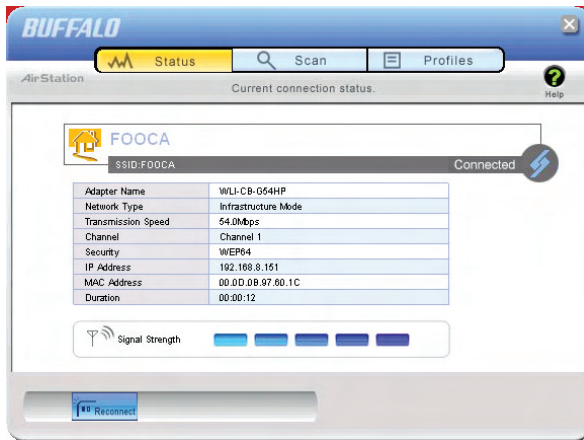 BUFFALO
Status
Scan
Profiles
AirStation
Current connection status.
Help
FOOCA
SSID:FOOCA
Connected
Adapter Name WLI-CB-G54HP
Network Type Infrastructure Mode
Transmission Speed 54.0Mbps
Channel Channel 1
Security WEP64
IP Address 192.168.8.151
MAC Address 00.0D.0B.97.60.1C
Duration 00:00:12
Signal Strength
Reconnect